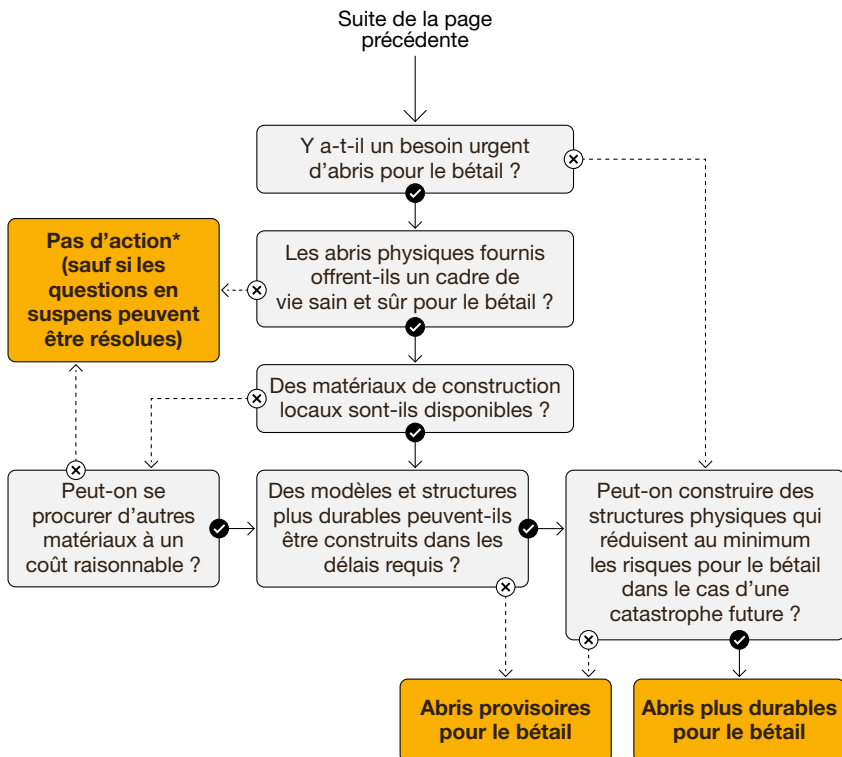 Suite de la page
précédente
Y a-t-il un besoin urgent
d’abris pour le bétail ?
Pas d’action*
(sauf si les
questions en
suspens peuvent
être résolues)
Les abris physiques fournis
offrent-ils un cadre de
vie sain et sûr pour le bétail ?
Des matériaux de construction
locaux sont-ils disponibles ?
Peut-on se
procurer d’autres
matériaux à un
coût raisonnable ?
Des modèles et structures
plus durables peuvent-ils
être construits dans les
délais requis ?
Peut-on construire des
structures physiques qui
réduisent au minimum
les risques pour le bétail
dans le cas d’une
catastrophe future ?
Abris provisoires
pour le bétail
Abris plus durables
pour le bétail